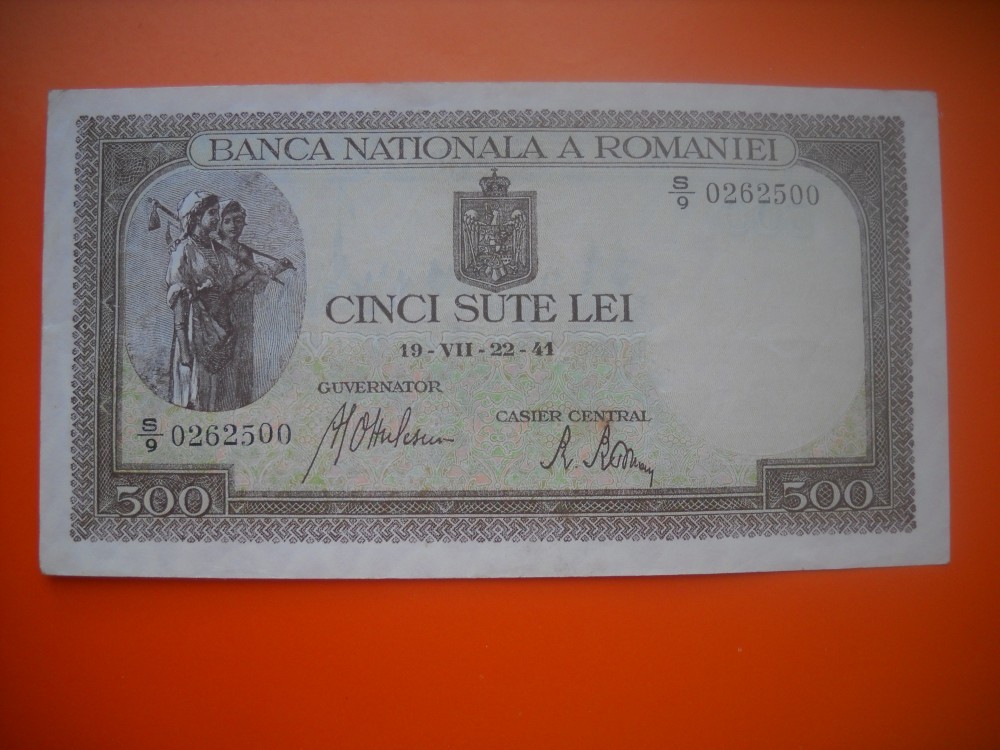 BANCA NATIONALA A ROMANIEI
S/9 0262500
CINCI SUTE LEI
19-VII-22-41
GUVERNATOR
CASIER CENTRAL
S/9 0262500
500
500